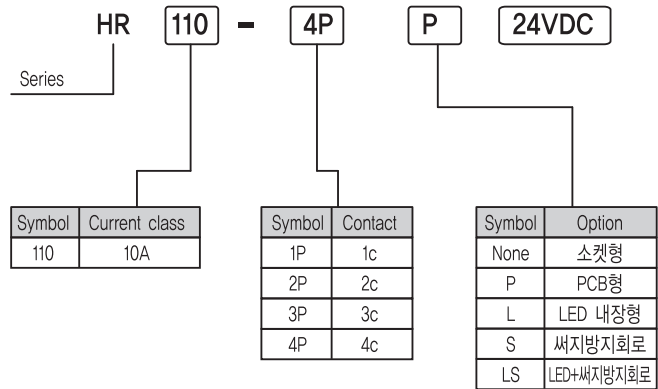 HR 110 - 4P P 24VDC
Series
Symbol Current class
110 10A
Symbol Contact
1P 1c
2P 2c
3P 3c
4P 4c
Symbol Option
None 소켓형
P PCB형
L LED 내장형
S 써지방지회로
LS LED+써지방지회로